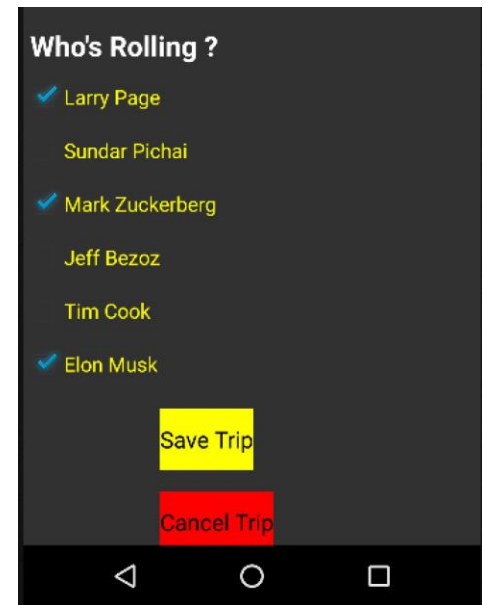 Who's Rolling ?
Larry Page
Sundar Pichai
Mark Zuckerberg
Jeff Bezoz
Tim Cook
Elon Musk
Save Trip
Cancel Trip